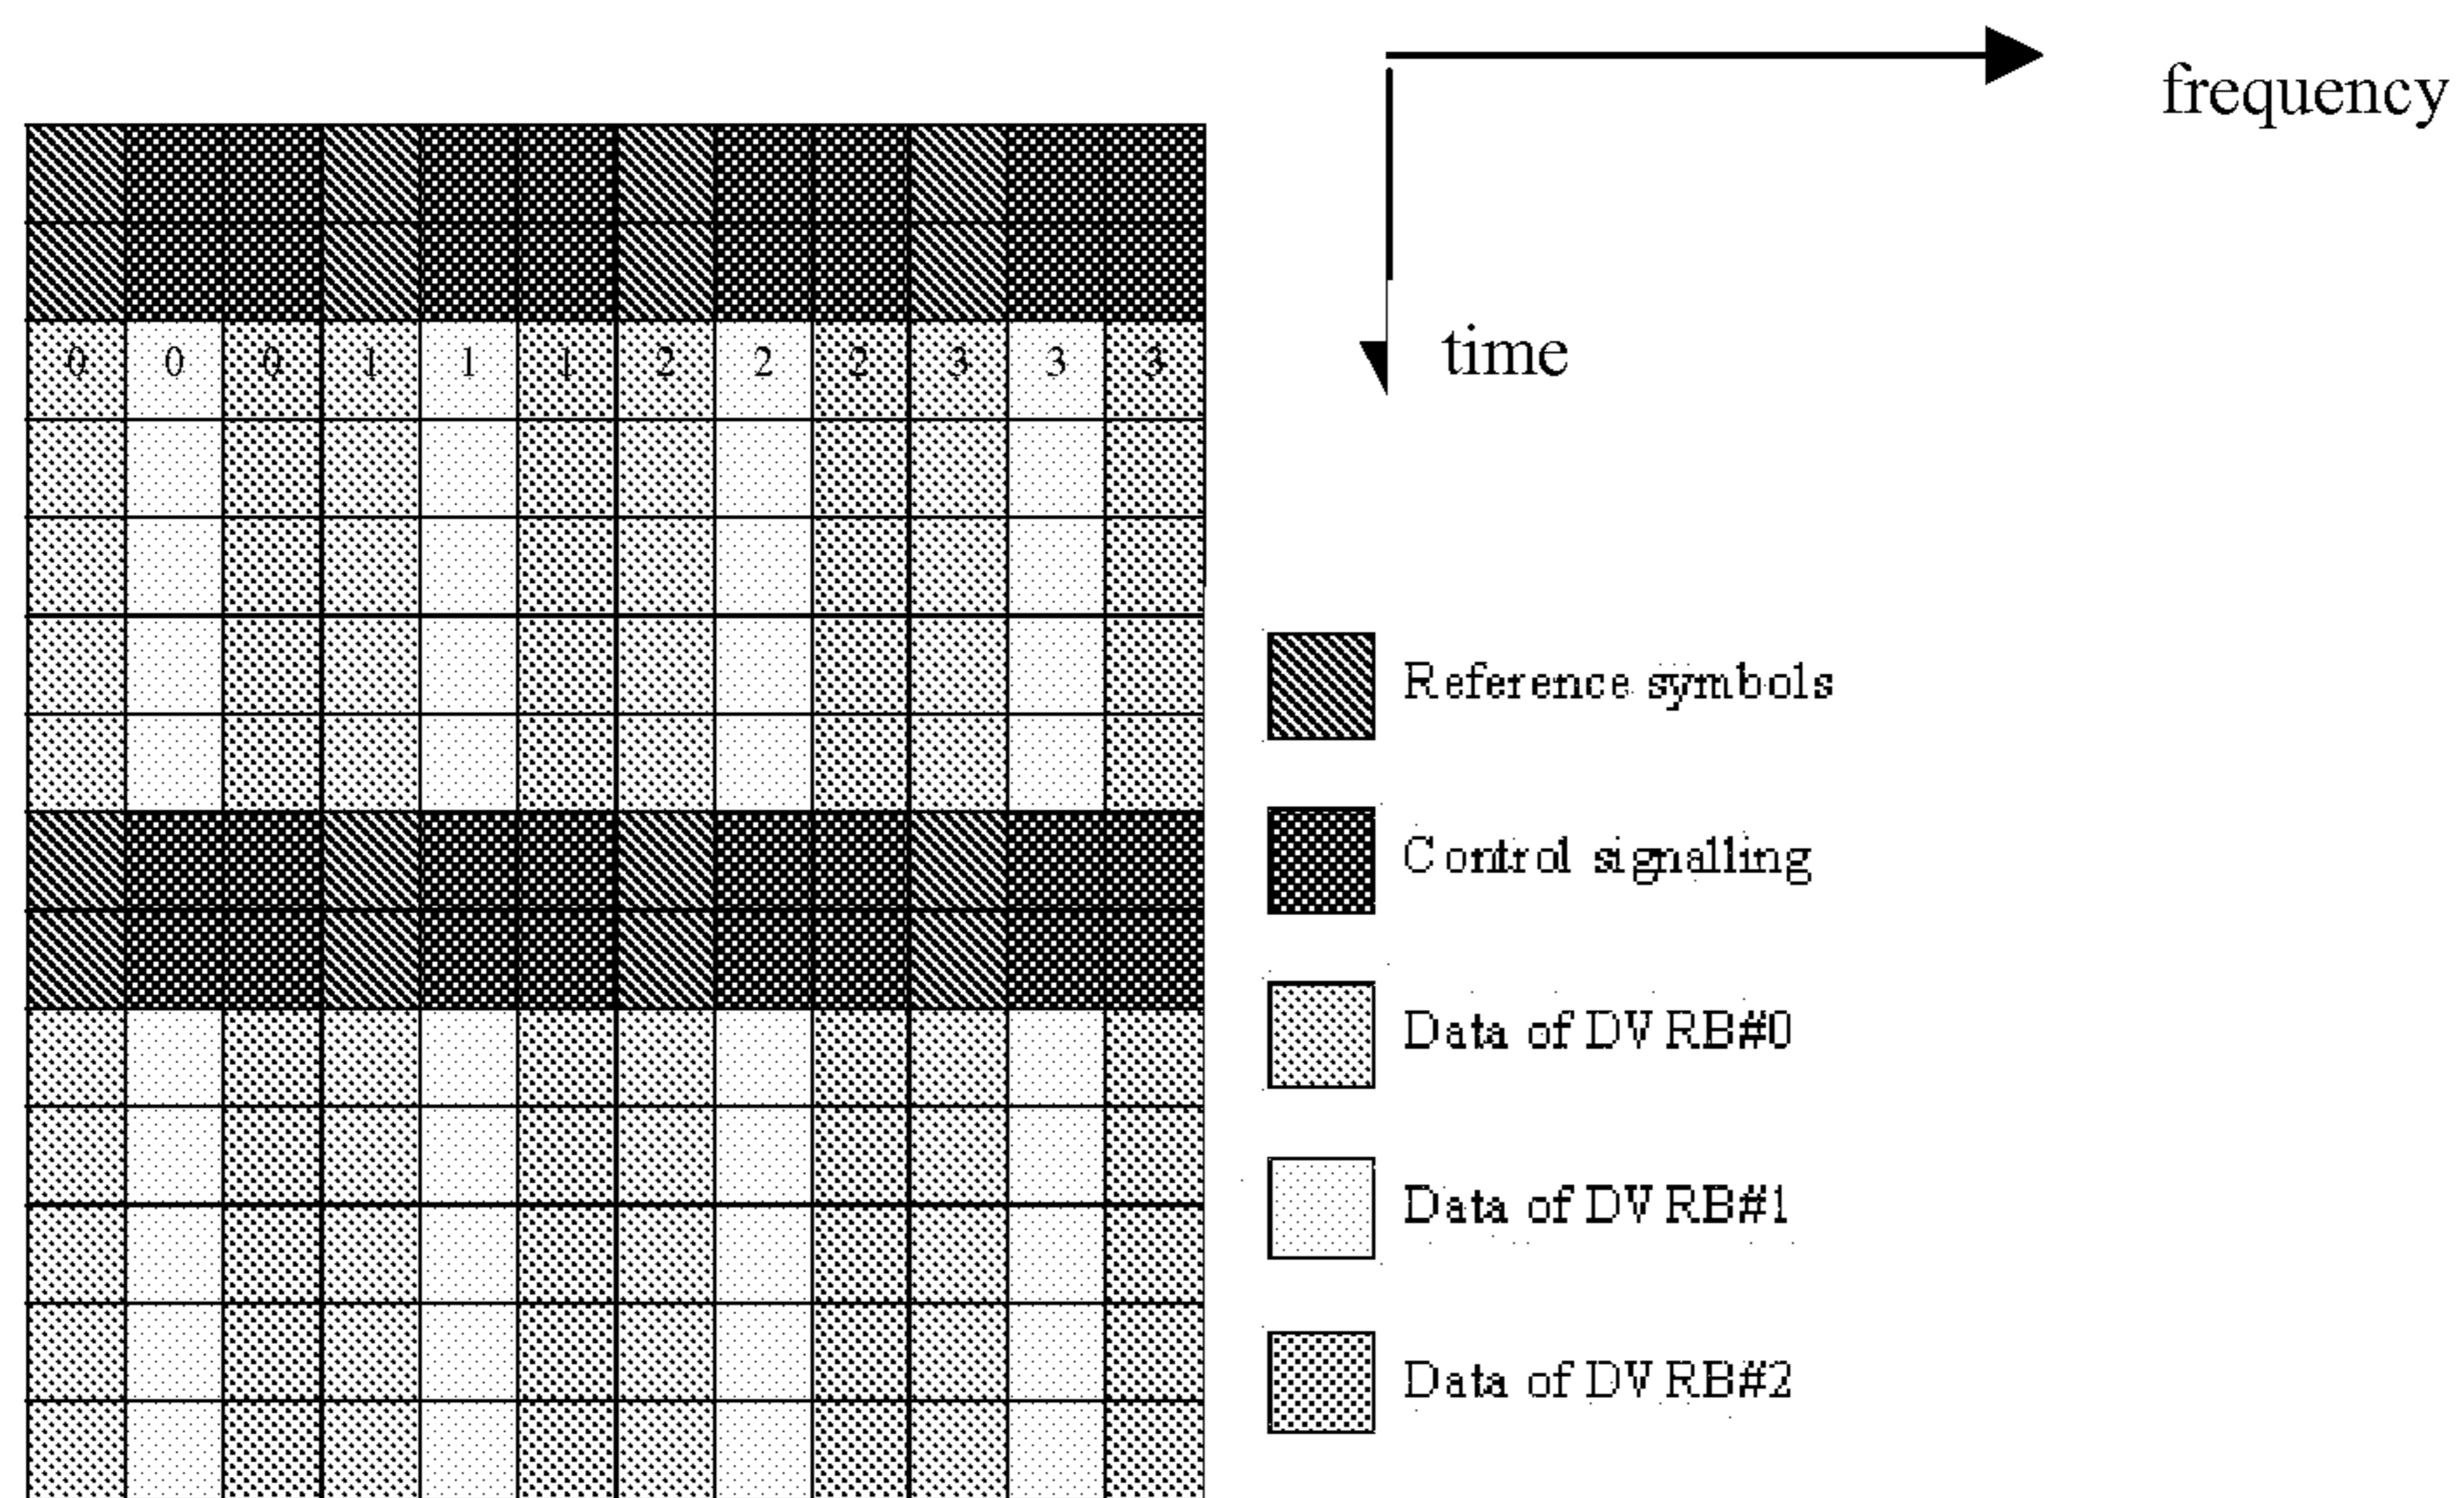 frequency
0 0 0 1 1 1 2 2 2 3 3 3
time
Reference symbols
Control signalling
Data of DVRB#0
Data of DVRB#1
Data of DVRB#2